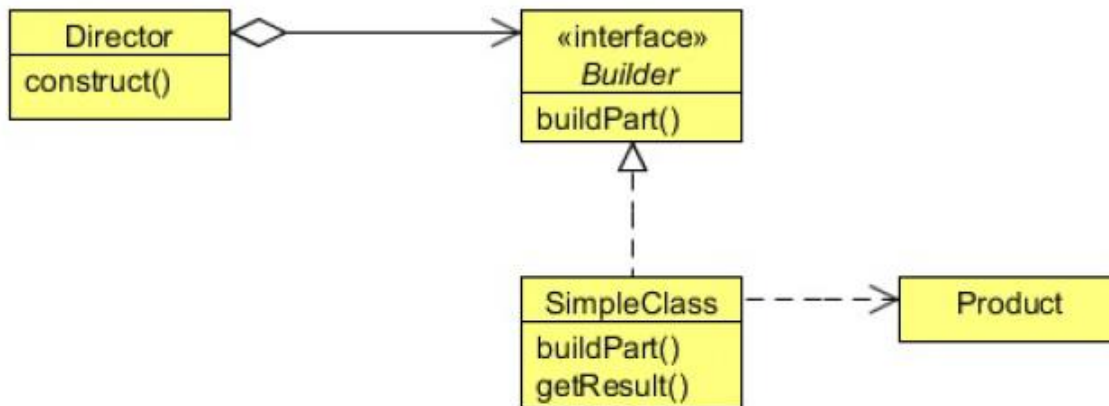 Director
construct()
«interface»
Builder
buildPart()
SimpleClass
buildPart()
getResult()
Product